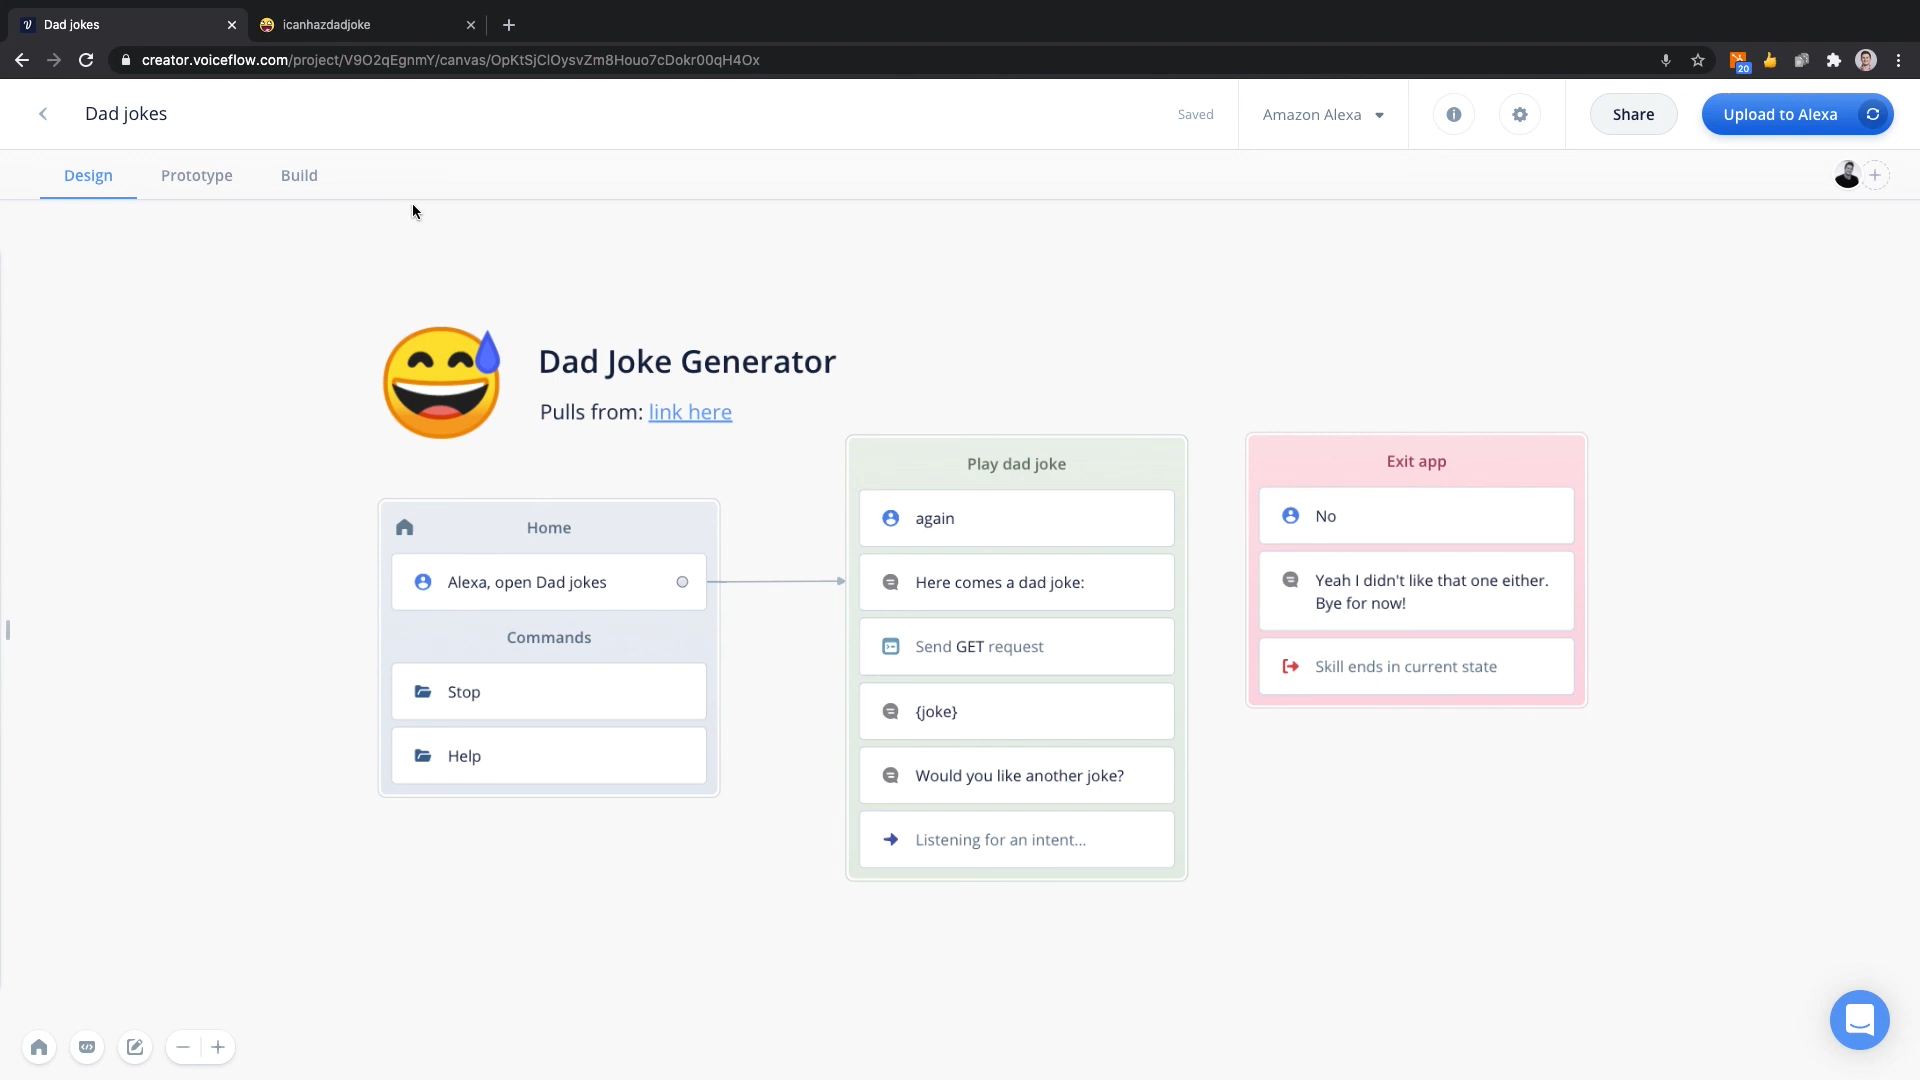 Dad jokes
icanhazdadjoke
creator.voiceflow.com/project/V9O2qEgnmY/canvas/OpKtSjClOysvZm8Houo7cDokr00qH4Ox
20
Dad jokes
Saved
Amazon Alexa
Share
Upload to Alexa
Design
Prototype
Build
Dad Joke Generator
Pulls from: link here
Home
Alexa, open Dad jokes
Commands
Stop
Help
Play dad joke
again
Here comes a dad joke:
Send GET request
{joke}
Would you like another joke?
Listening for an intent...
Exit app
No
Yeah I didn't like that one either.
Bye for now!
Skill ends in current state